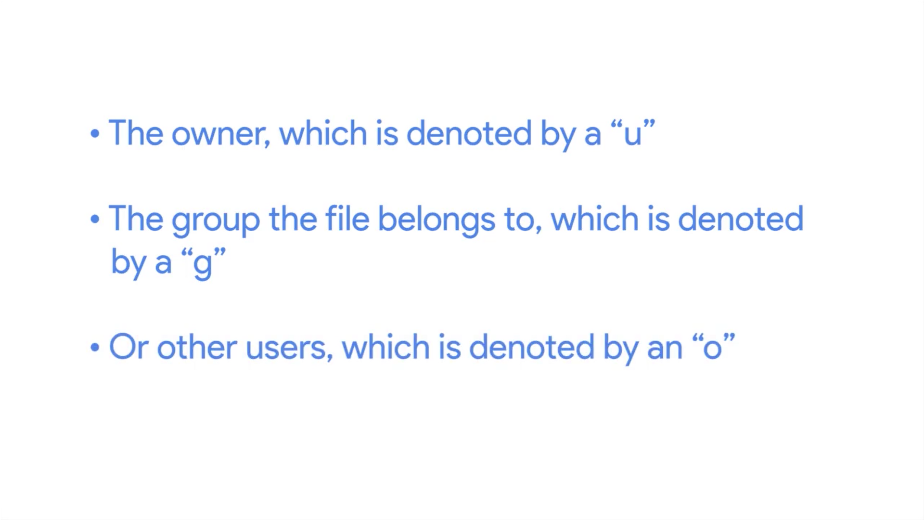 • The owner, which is denoted by a “u”
• The group the file belongs to, which is denoted
by a “g”
• Or other users, which is denoted by an “o”